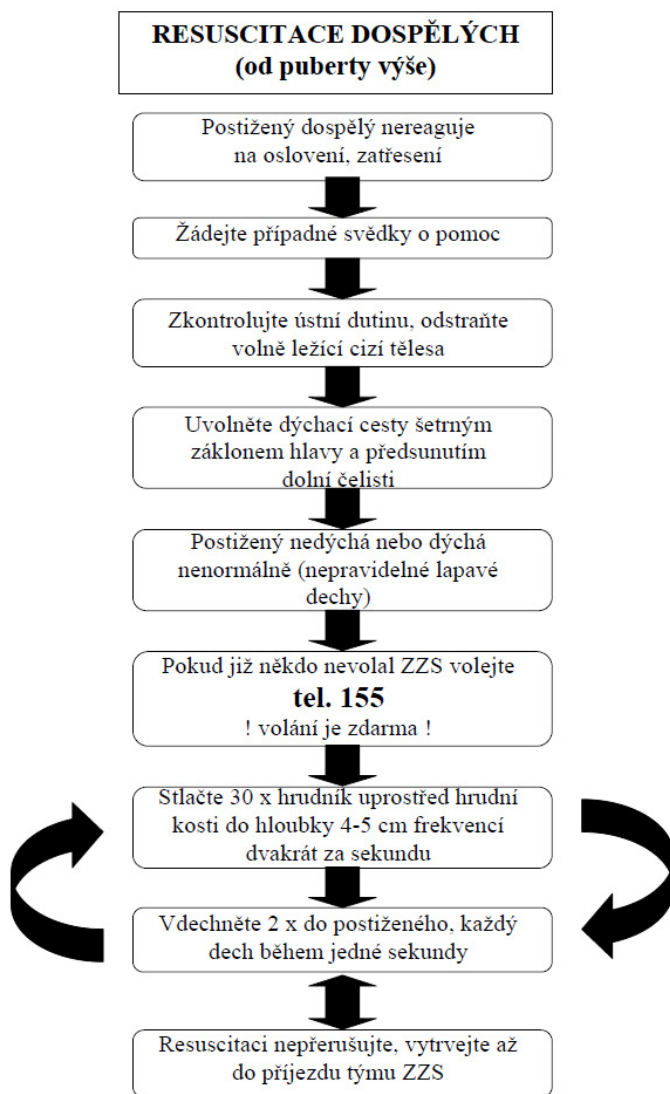 RESUSCITACE DOSPĚLÝCH
(od puberty výše)
Postižený dospělý nereaguje
na oslovení, zatřesení
Žádejte případné svědky o pomoc
Zkontrolujte ústní dutinu, odstraňte
volně ležící cizí tělesa
Uvolněte dýchací cesty šetrným
záklonem hlavy a předsunutím
dolní čelisti
Postižený nedýchá nebo dýchá
nenormálně (nepravidelné lapavé
dechy)
Pokud již někdo nevolal ZZS volejte
tel. 155
! volání je zdarma !
Stlačte 30 x hrudník uprostřed hrudní
kosti do hloubky 4-5 cm frekvencí
dvakrát za sekundu
Vdechněte 2 x do postiženého, každý
dech během jedné sekundy
Resuscitaci nepřerušujte, vytrvejte až
do příjezdu týmu ZZS